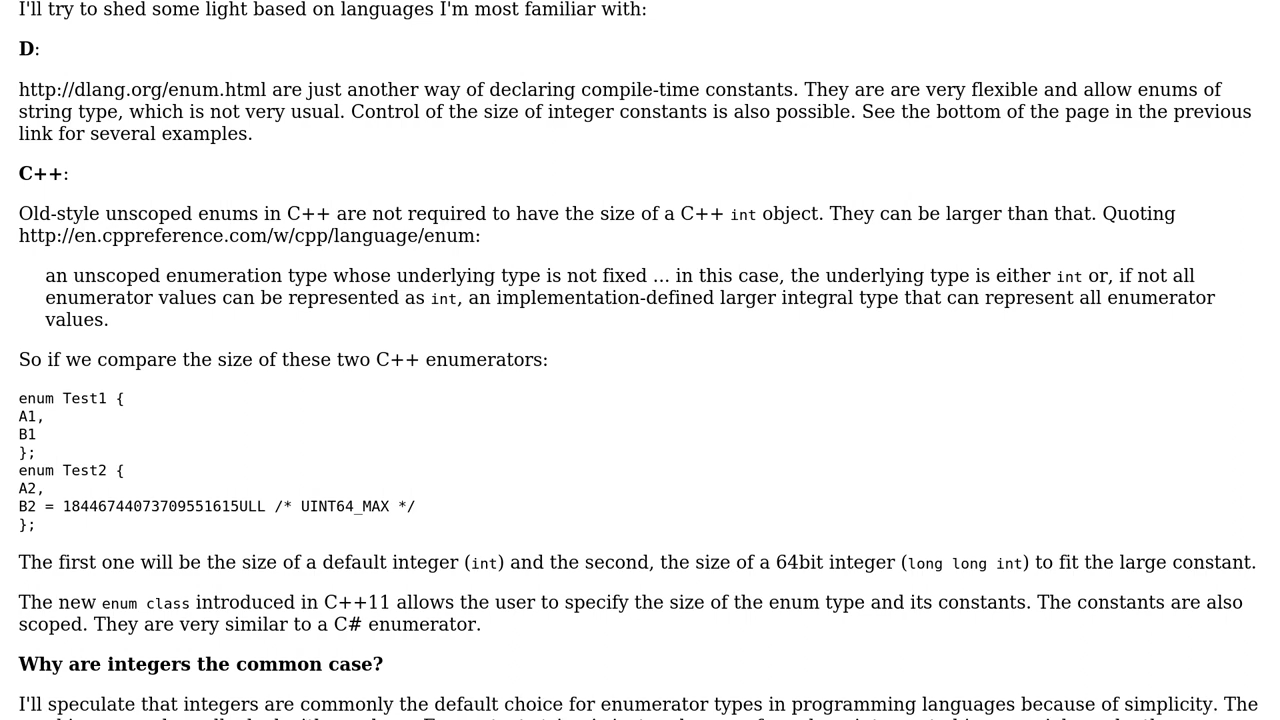 I'll try to shed some light based on languages I'm most familiar with:
D:
http://dlang.org/enum.html are just another way of declaring compile-time constants. They are are very flexible and allow enums of
string type, which is not very usual. Control of the size of integer constants is also possible. See the bottom of the page in the previous
link for several examples.
C++:
Old-style unscoped enums in C++ are not required to have the size of a C++ int object. They can be larger than that. Quoting
http://en.cppreference.com/w/cpp/language/enum:
an unscoped enumeration type whose underlying type is not fixed ... in this case, the underlying type is either int or, if not all
enumerator values can be represented as int, an implementation-defined larger integral type that can represent all enumerator
values.
So if we compare the size of these two C++ enumerators:
enum Test1 {
A1,
B1
};
enum Test2 {
A2,
B2 = 18446744073709551615ULL /* UINT64_MAX */
};
The first one will be the size of a default integer (int) and the second, the size of a 64bit integer (long long int) to fit the large constant.
The new enum class introduced in C++11 allows the user to specify the size of the enum type and its constants. The constants are also
scoped. They are very similar to a C# enumerator.
Why are integers the common case?
I'll speculate that integers are commonly the default choice for enumerator types in programming languages because of simplicity. The